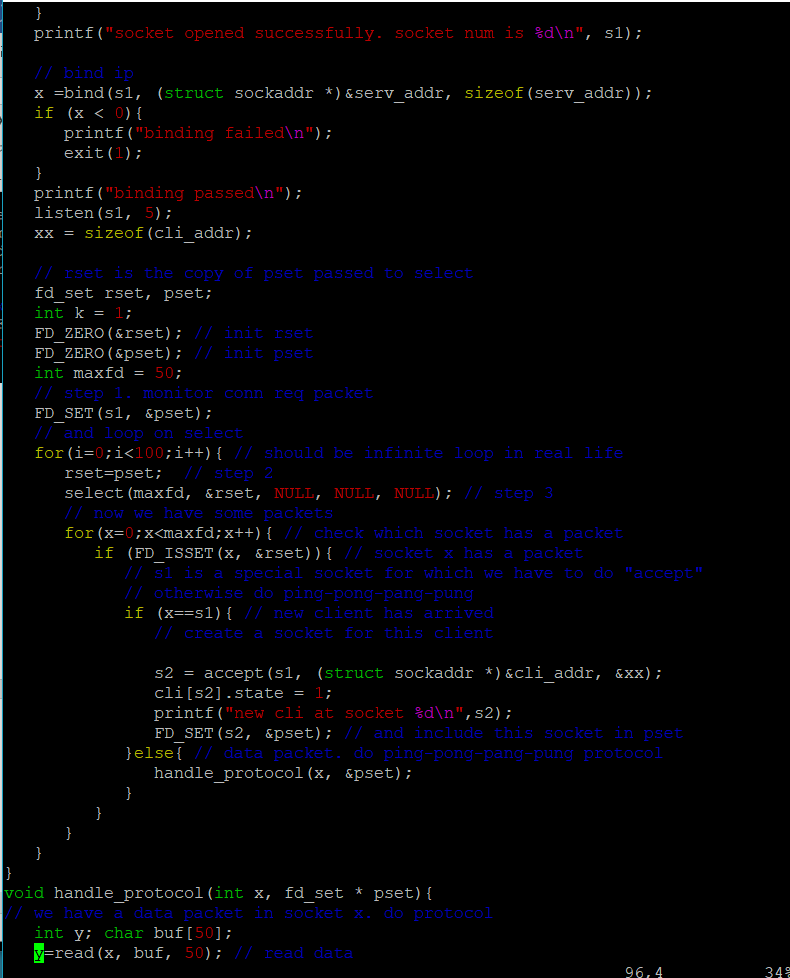 }
printf("socket opened successfully. socket num is %d\n", s1);
// bind ip
x =bind(s1, (struct sockaddr *)&serv_addr, sizeof(serv_addr));
if (x < 0){
printf("binding failed\n");
exit(1);
}
printf("binding passed\n");
listen(s1, 5);
xx = sizeof(cli_addr);
// rset is the copy of pset passed to select
fd_set rset, pset;
int k = 1;
FD_ZERO(&rset); // init rset
FD_ZERO(&pset); // init pset
int maxfd = 50;
// step 1. monitor conn req packet
FD_SET(s1, &pset);
// and loop on select
for(i=0;i<100;i++){ // should be infinite loop in real life
rset=pset;  // step 2
select(maxfd, &rset, NULL, NULL, NULL); // step 3
// now we have some packets
for(x=0;x<maxfd;x++){ // check which socket has a packet
if (FD_ISSET(x, &rset)){ // socket x has a packet
// s1 is a special socket for which we have to do "accept"
// otherwise do ping-pong-pang-pung
if (x==s1){ // new client has arrived
// create a socket for this client
s2 = accept(s1, (struct sockaddr *)&cli_addr, &xx);
cli[s2].state = 1;
printf("new cli at socket %d\n",s2);
FD_SET(s2, &pset); // and include this socket in pset
}else{ // data packet. do ping-pong-pang-pung protocol
handle_protocol(x, &pset);
}
}
}
}
}
void handle_protocol(int x, fd_set * pset){
// we have a data packet in socket x. do protocol
int y; char buf[50];
y=read(x, buf, 50); // read data
96,4 34%